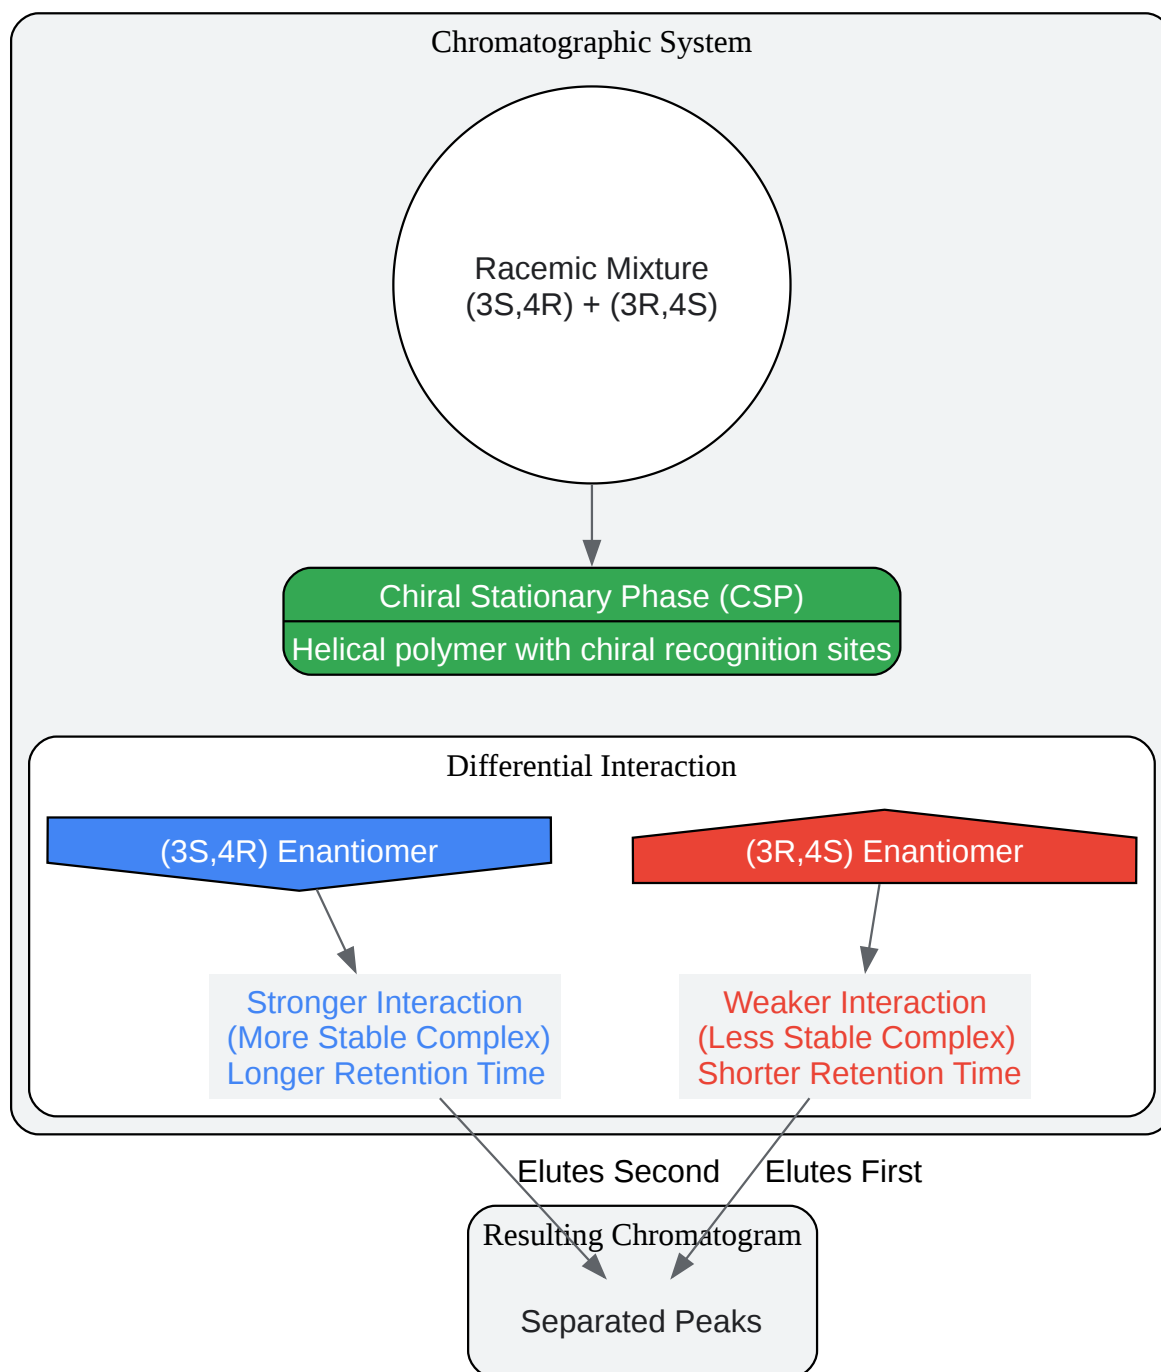 Chromatographic System
Racemic Mixture
(3S,4R) + (3R,4S)
Chiral Stationary Phase (CSP)
Helical polymer with chiral recognition sites
Differential Interaction
(3S,4R) Enantiomer
(3R,4S) Enantiomer
Stronger Interaction
(More Stable Complex)
Longer Retention Time
Weaker Interaction
(Less Stable Complex)
Shorter Retention Time
Elutes Second
Elutes First
Resulting Chromatogram
Separated Peaks